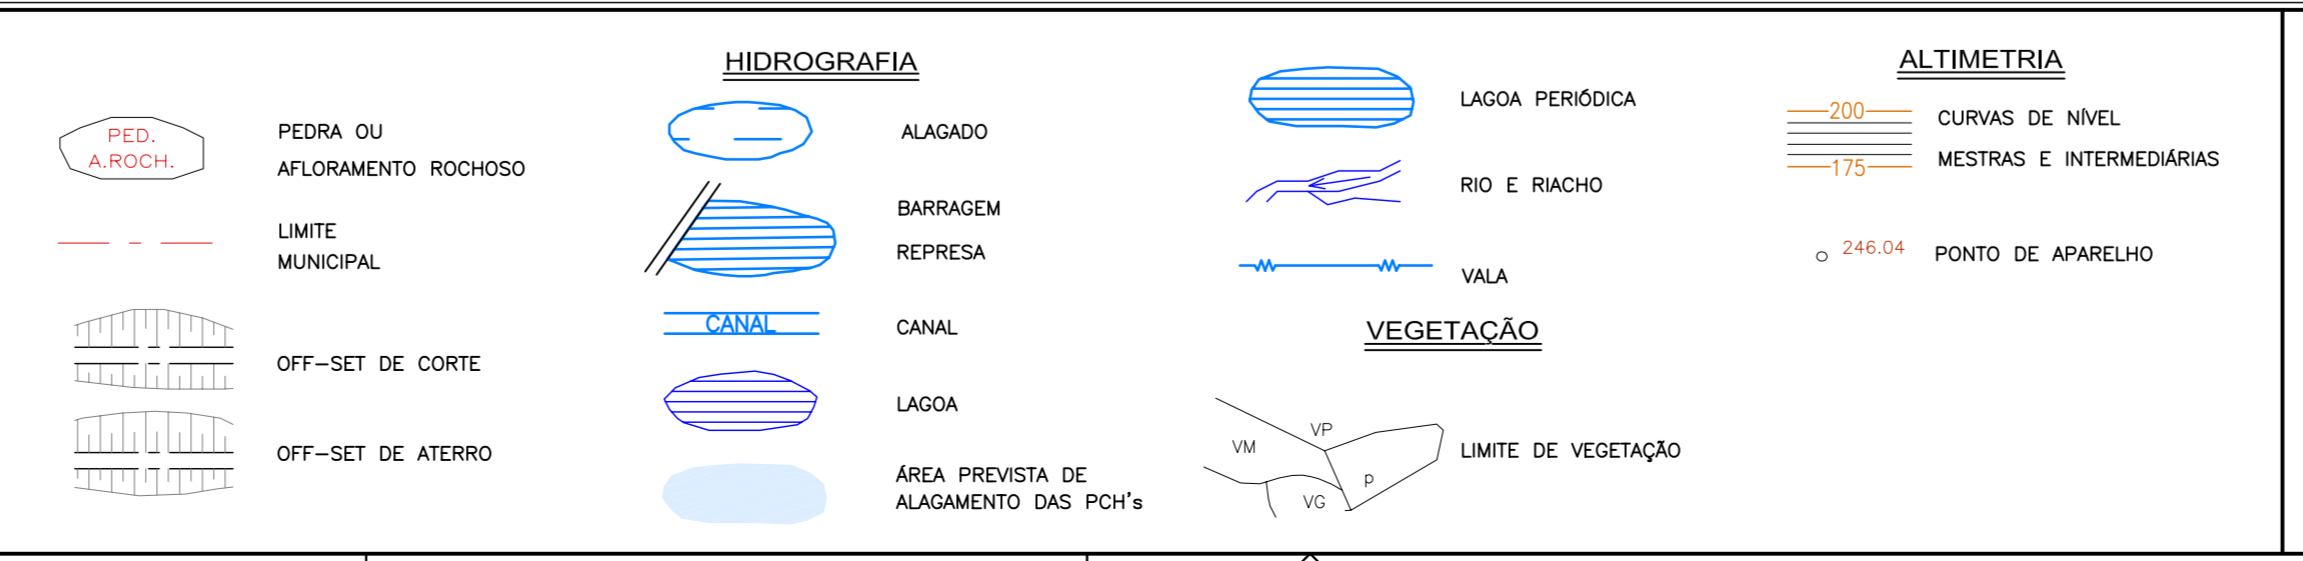 PED.
A.ROCH.
PEDRA OU
AFLORAMENTO ROCHOSO
LIMITE
MUNICIPAL
OFF-SET DE CORTE
OFF-SET DE ATERRO
HIDROGRAFIA
ALAGADO
BARRAGEM
REPRESA
CANAL
CANAL
LAGOA
ÁREA PREVISTA DE
ALAGAMENTO DAS PCH's
LAGOA PERIÓDICA
RIO E RIACHO
VALA
VEGETAÇÃO
VP
VM
P
VG
LIMITE DE VEGETAÇÃO
ALTIMETRIA
200
CURVAS DE NÍVEL
175
MESTRAS E INTERMEDIÁRIAS
246.04
PONTO DE APARELHO